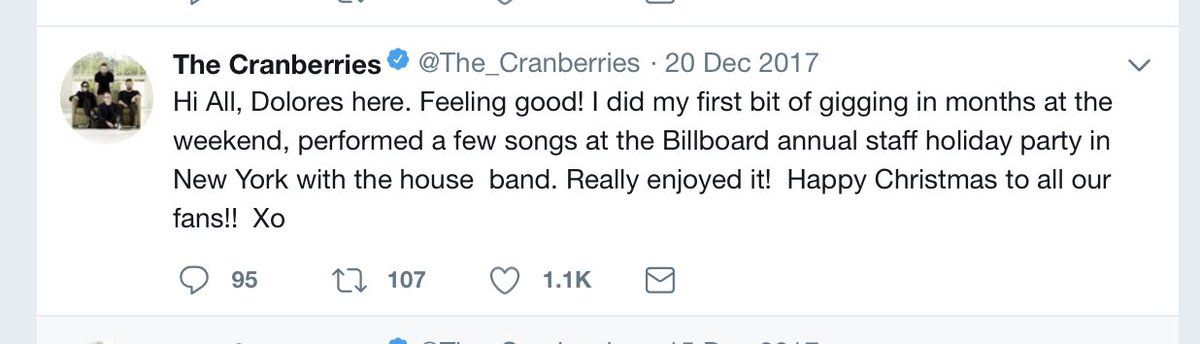 The Cranberries @The_Cranberries · 20 Dec 2017
Hi All, Dolores here. Feeling good! I did my first bit of gigging in months at the
weekend, performed a few songs at the Billboard annual staff holiday party in
New York with the house  band. Really enjoyed it!  Happy Christmas to all our
fans!!  Xo
95 107 1.1K